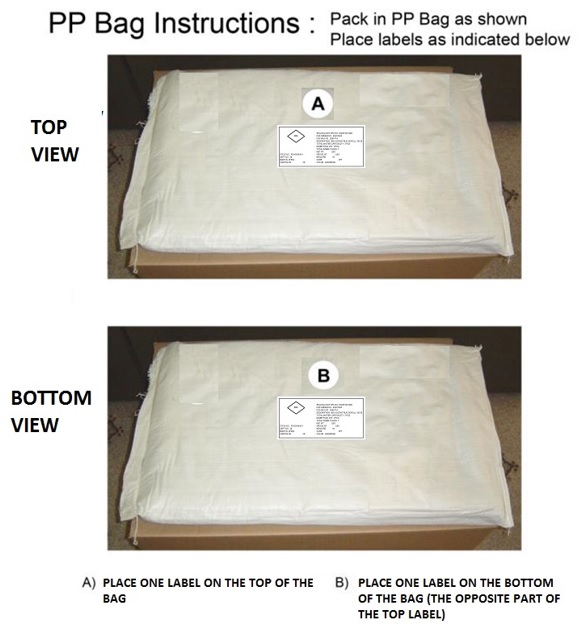 PP Bag Instructions :
Pack in PP Bag as shown
Place labels as indicated below
TOP
VIEW
A
BOTTOM
VIEW
B
A) PLACE ONE LABEL ON THE TOP OF THE
BAG
B) PLACE ONE LABEL ON THE BOTTOM
OF THE BAG (THE OPPOSITE PART OF
THE TOP LABEL)